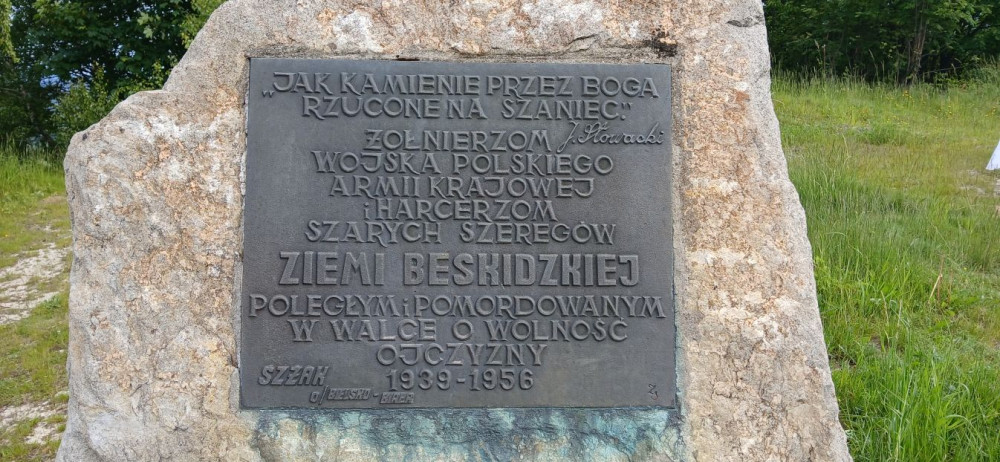 „JAK KAMIENIE PRZEZ BOGA
RZUCONE NA SZANIEC."
J. Słowacki
ŻOŁNIERZOM
WOJSKA POLSKIEGO
ARMII KRAJOWEJ
i HARCERZOM
SZARYCH SZEREGÓW
ZIEMI BESKIDZKIEJ
POLEGŁYM i POMORDOWANYM
W WALCE O WOLNOŚĆ
OJCZYZNY
1939-1956
SZŻAK
O/BIELSKO-BIAŁA